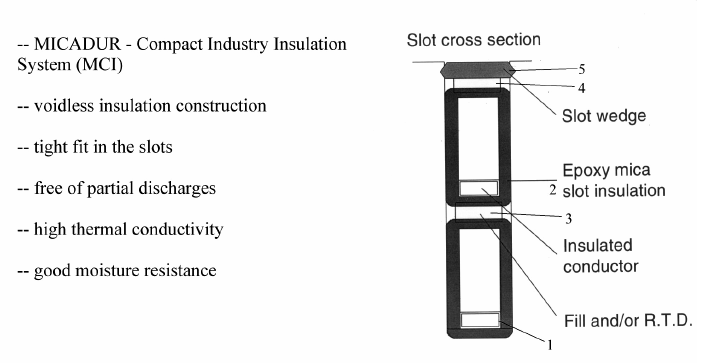 -- MICADUR - Compact Industry Insulation
System (MCI)
-- voidless insulation construction
-- tight fit in the slots
-- free of partial discharges
-- high thermal conductivity
-- good moisture resistance
Slot cross section
5
4
Slot wedge
Epoxy mica
2 slot insulation
3
Insulated
conductor
Fill and/or R.T.D.
1